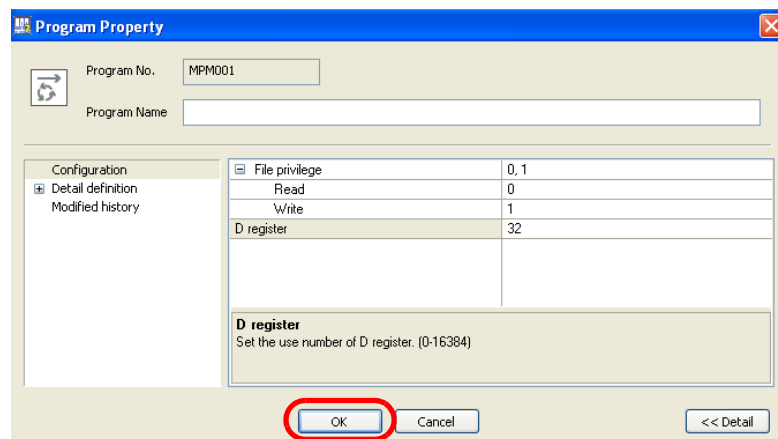 Program Property
Program No. MPM001
Program Name
Configuration
Detail definition
Modified history
File privilege 0, 1
Read 0
Write 1
D register 32
D register
Set the use number of D register. (0-16384)
OK Cancel << Detail